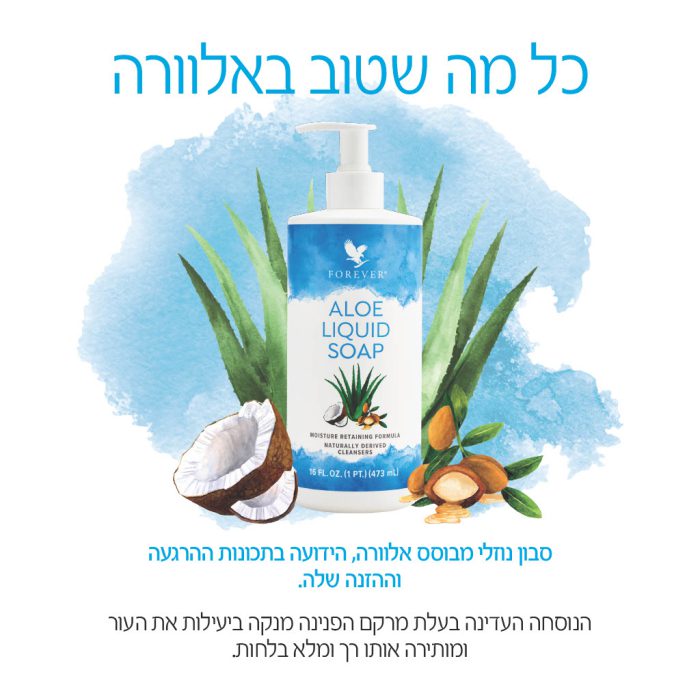 כל מה שטוב באלוורה
FOREVER®
ALOE
LIQUID
SOAP
MOISTURE RETAINING FORMULA
NATURALLY DERIVED
CLEANSERS
16 FL. OZ. (1 PT.) (473 mL)
סבון נוזלי מבוסס אלוורה, הידועה בתכונות ההרגעה
וההזנה שלה.
הנוסחה העדינה בעלת מרקם הפנינה מנקה ביעילות את העור
ומותירה אותו רך ומלא בלחות.